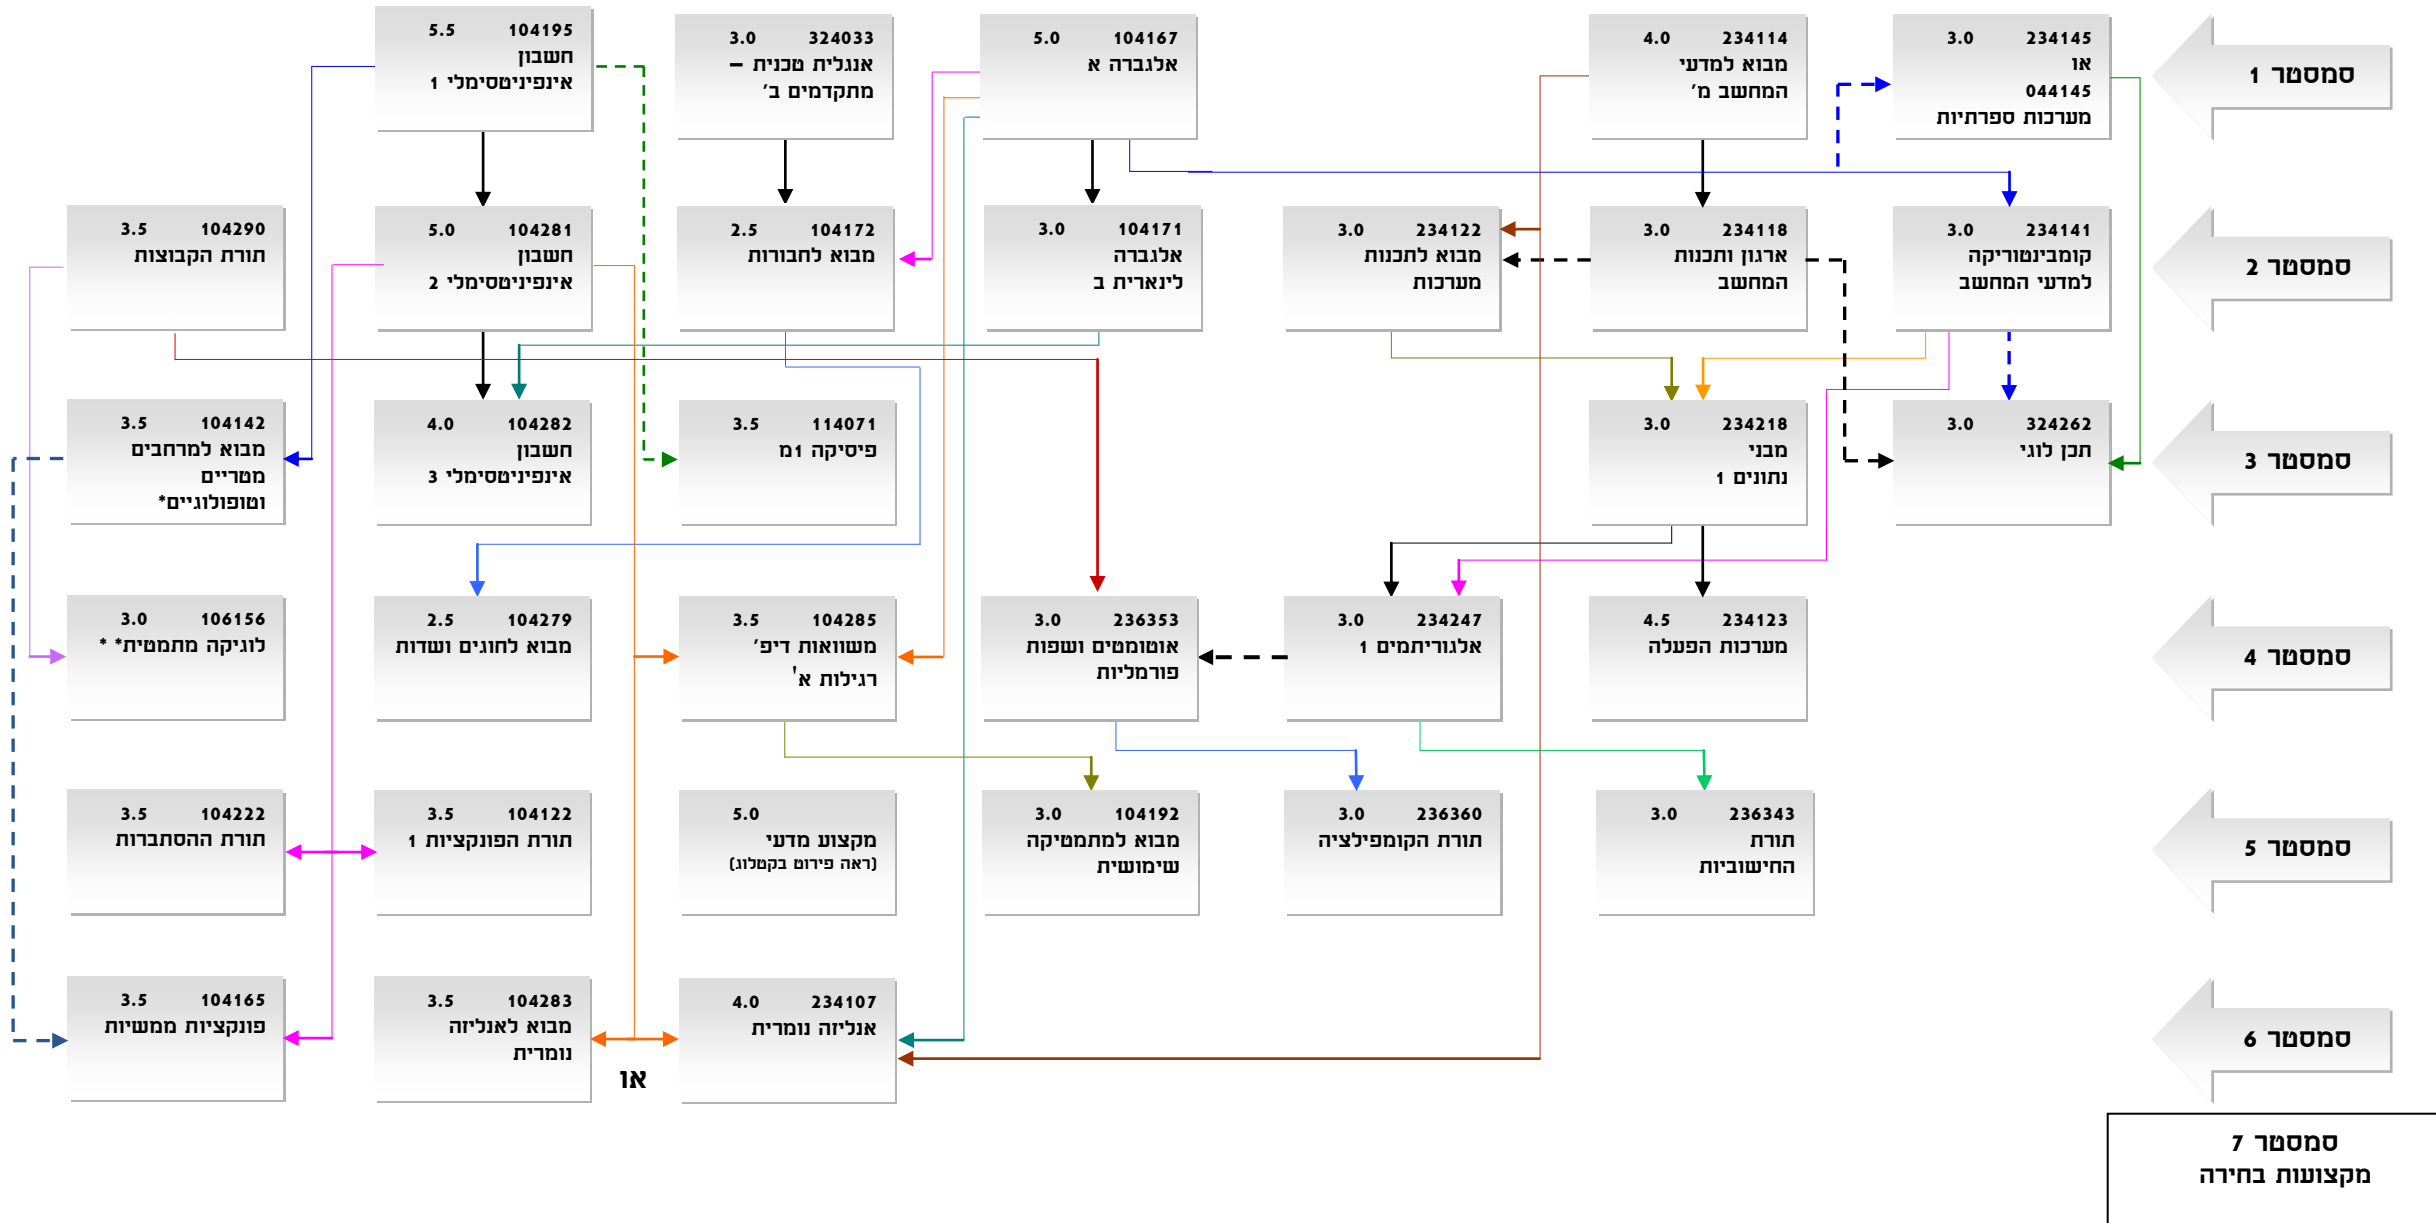 סמסטר 1
234145 3.0
או
044145
מערכות ספרתיות
234114 4.0
מבוא למדעי
המחשב מ'
104167 5.0
אלגברה א
324033 3.0
אנגלית טכנית –
מתקדמים ב'
104195 5.5
חשבון
אינפיניטסימלי 1
סמסטר 2
234141 3.0
קומבינטוריקה
למדעי המחשב
234118 3.0
ארגון ותכנות
המחשב
234122 3.0
מבוא לתכנות
מערכות
104171 3.0
אלגברה
לינארית ב
104172 2.5
מבוא לחבורות
104281 5.0
חשבון
אינפיניטסימלי 2
104290 3.5
תורת הקבוצות
סמסטר 3
324262 3.0
תכן לוגי
234218 3.0
מבני
נתונים 1
114071 3.5
פיסיקה 1מ
104282 4.0
חשבון
אינפיניטסימלי 3
104142 3.5
מבוא למרחבים
מטריים
וטופולוגיים*
סמסטר 4
234123 4.5
מערכות הפעלה
234247 3.0
אלגוריתמים 1
236353 3.0
אוטומטים ושפות
פורמליות
104285 3.5
משוואות דיפ'
רגילות א'
104279 2.5
מבוא לחוגים ושדות
106156 3.0
לוגיקה מתמטית* *
סמסטר 5
236343 3.0
תורת
החישוביות
236360 3.0
תורת הקומפילציה
104192 3.0
מבוא למתמטיקה
שימושית
5.0
מקצוע מדעי
(ראה פירוט בקטלוג)
104122 3.5
תורת הפונקציות 1
104222 3.5
תורת ההסתברות
סמסטר 6
234107 4.0
אנליזה נומרית
או
104283 3.5
מבוא לאנליזה
נומרית
104165 3.5
פונקציות ממשיות
סמסטר 7
מקצועות בחירה